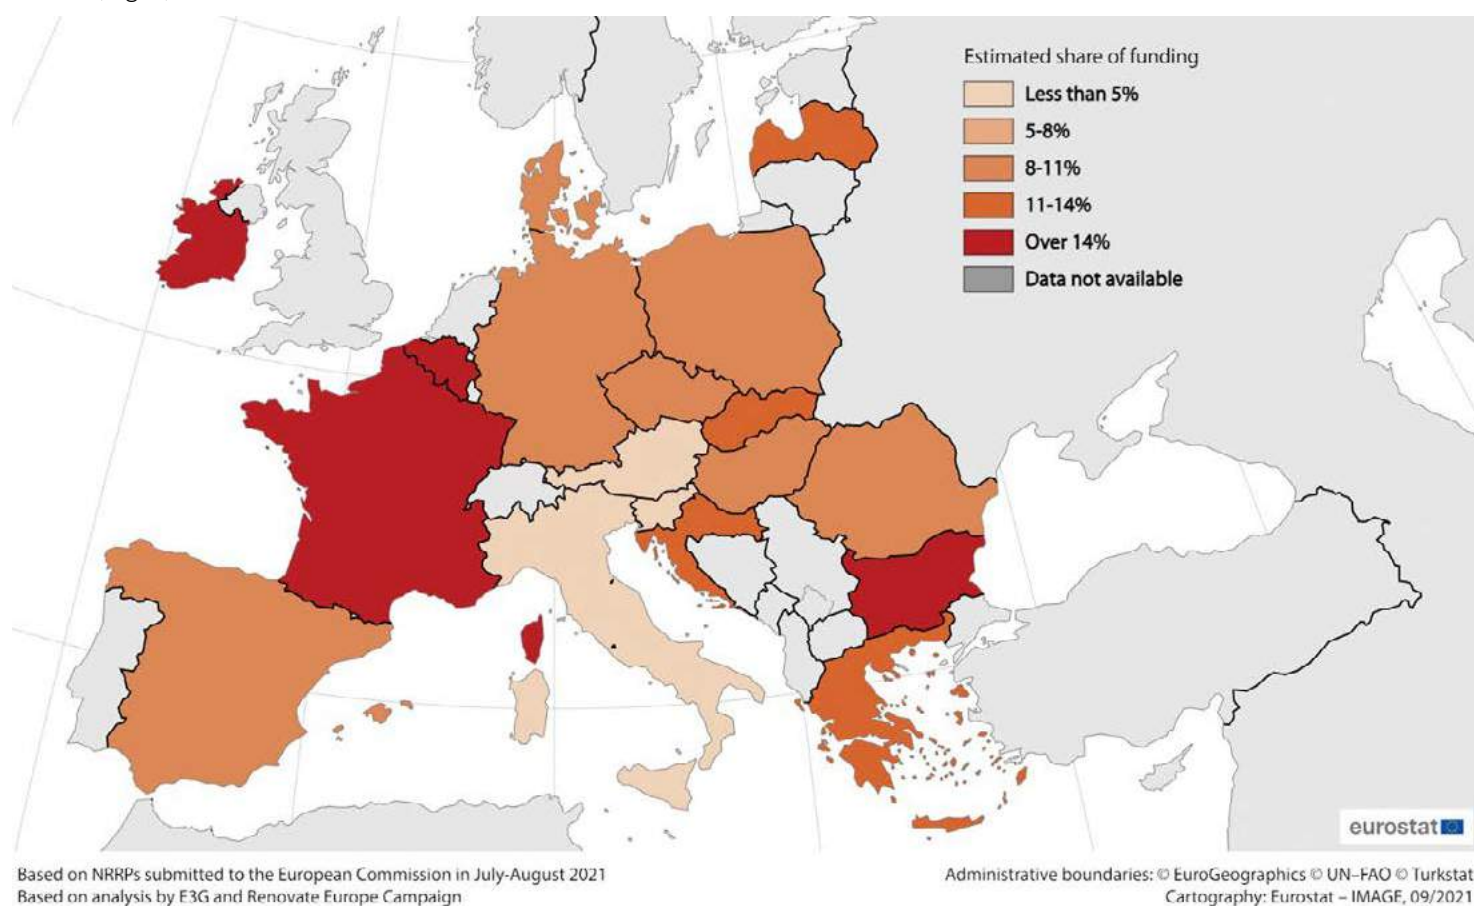 Estimated share of funding
Less than 5%
5-8%
8-11%
11-14%
Over 14%
Data not available
eurostat
Based on NRRPs submitted to the European Commission in July-August 2021
Based on analysis by E3G and Renovate Europe Campaign
Administrative boundaries: © EuroGeographics © UN–FAO © Turkstat
Cartography: Eurostat – IMAGE, 09/2021